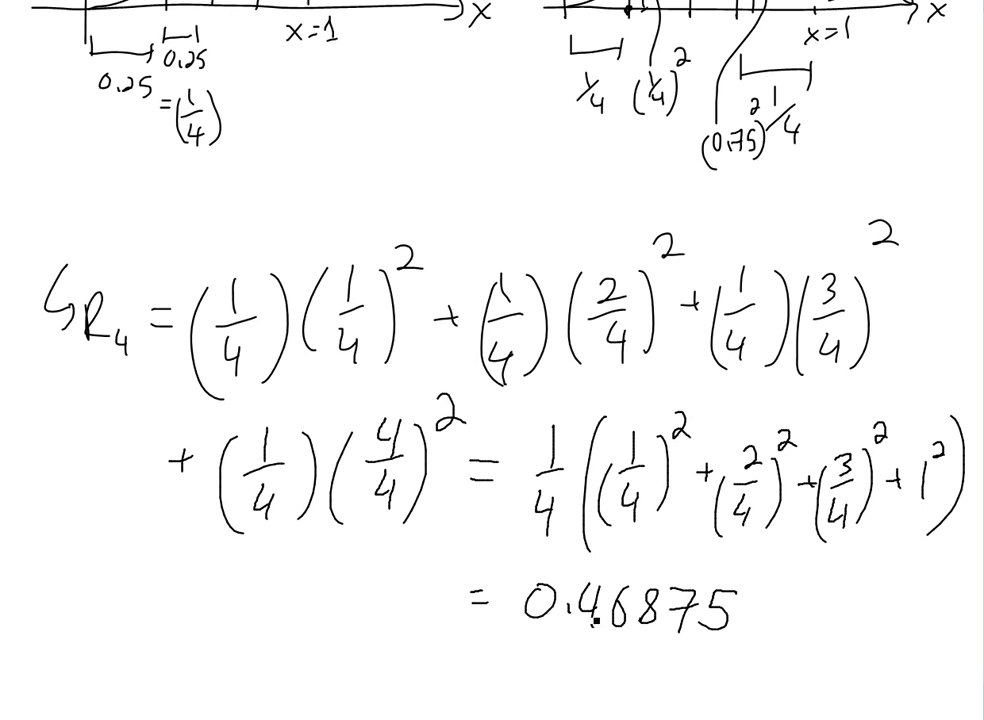 x x
x=1 x=1
0.25
0.25 1/4 (1/4)^2
=(1/4) (0.75)^2 1/4
↳ R_4 = (1/4)(1/4)^2 + (1/4)(2/4)^2 + (1/4)(3/4)^2
+ (1/4)(4/4)^2 = 1/4 ((1/4)^2 + (2/4)^2 + (3/4)^2 + 1^2)
= 0.46875